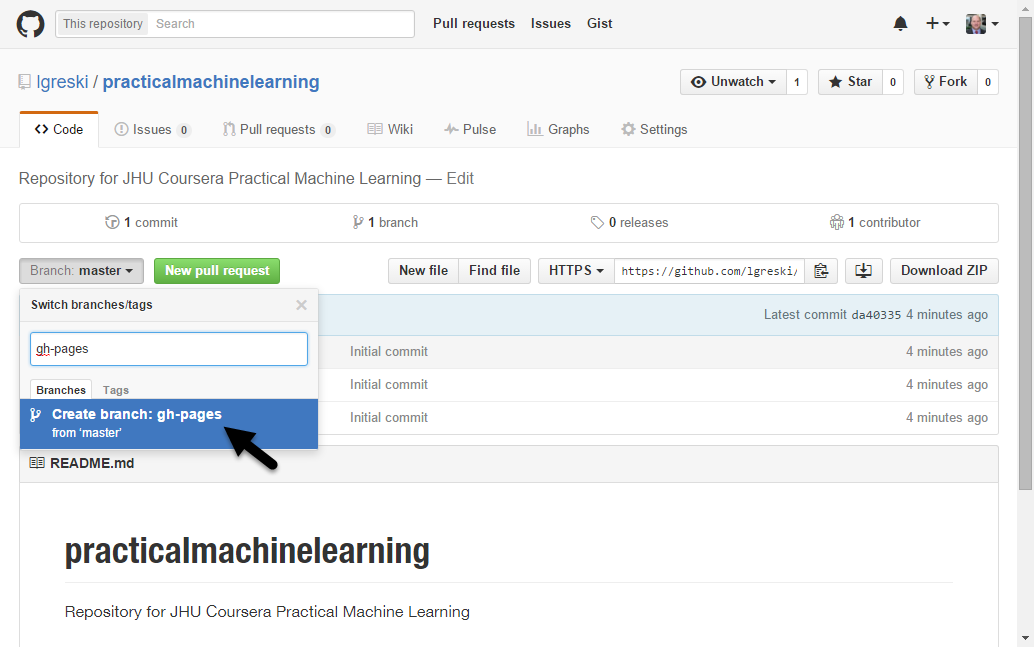 This repository Search Pull requests Issues Gist
lgreski / practicalmachinelearning Unwatch 1 Star 0 Fork 0
Code Issues 0 Pull requests 0 Wiki Pulse Graphs Settings
Repository for JHU Coursera Practical Machine Learning — Edit
1 commit 1 branch 0 releases 1 contributor
Branch: master New pull request New file Find file HTTPS https://github.com/lgreski/ Download ZIP
Switch branches/tags
Latest commit da40335 4 minutes ago
gh-pages
Initial commit 4 minutes ago
Branches Tags
Initial commit 4 minutes ago
Create branch: gh-pages
from 'master'
Initial commit 4 minutes ago
README.md
practicalmachinelearning
Repository for JHU Coursera Practical Machine Learning